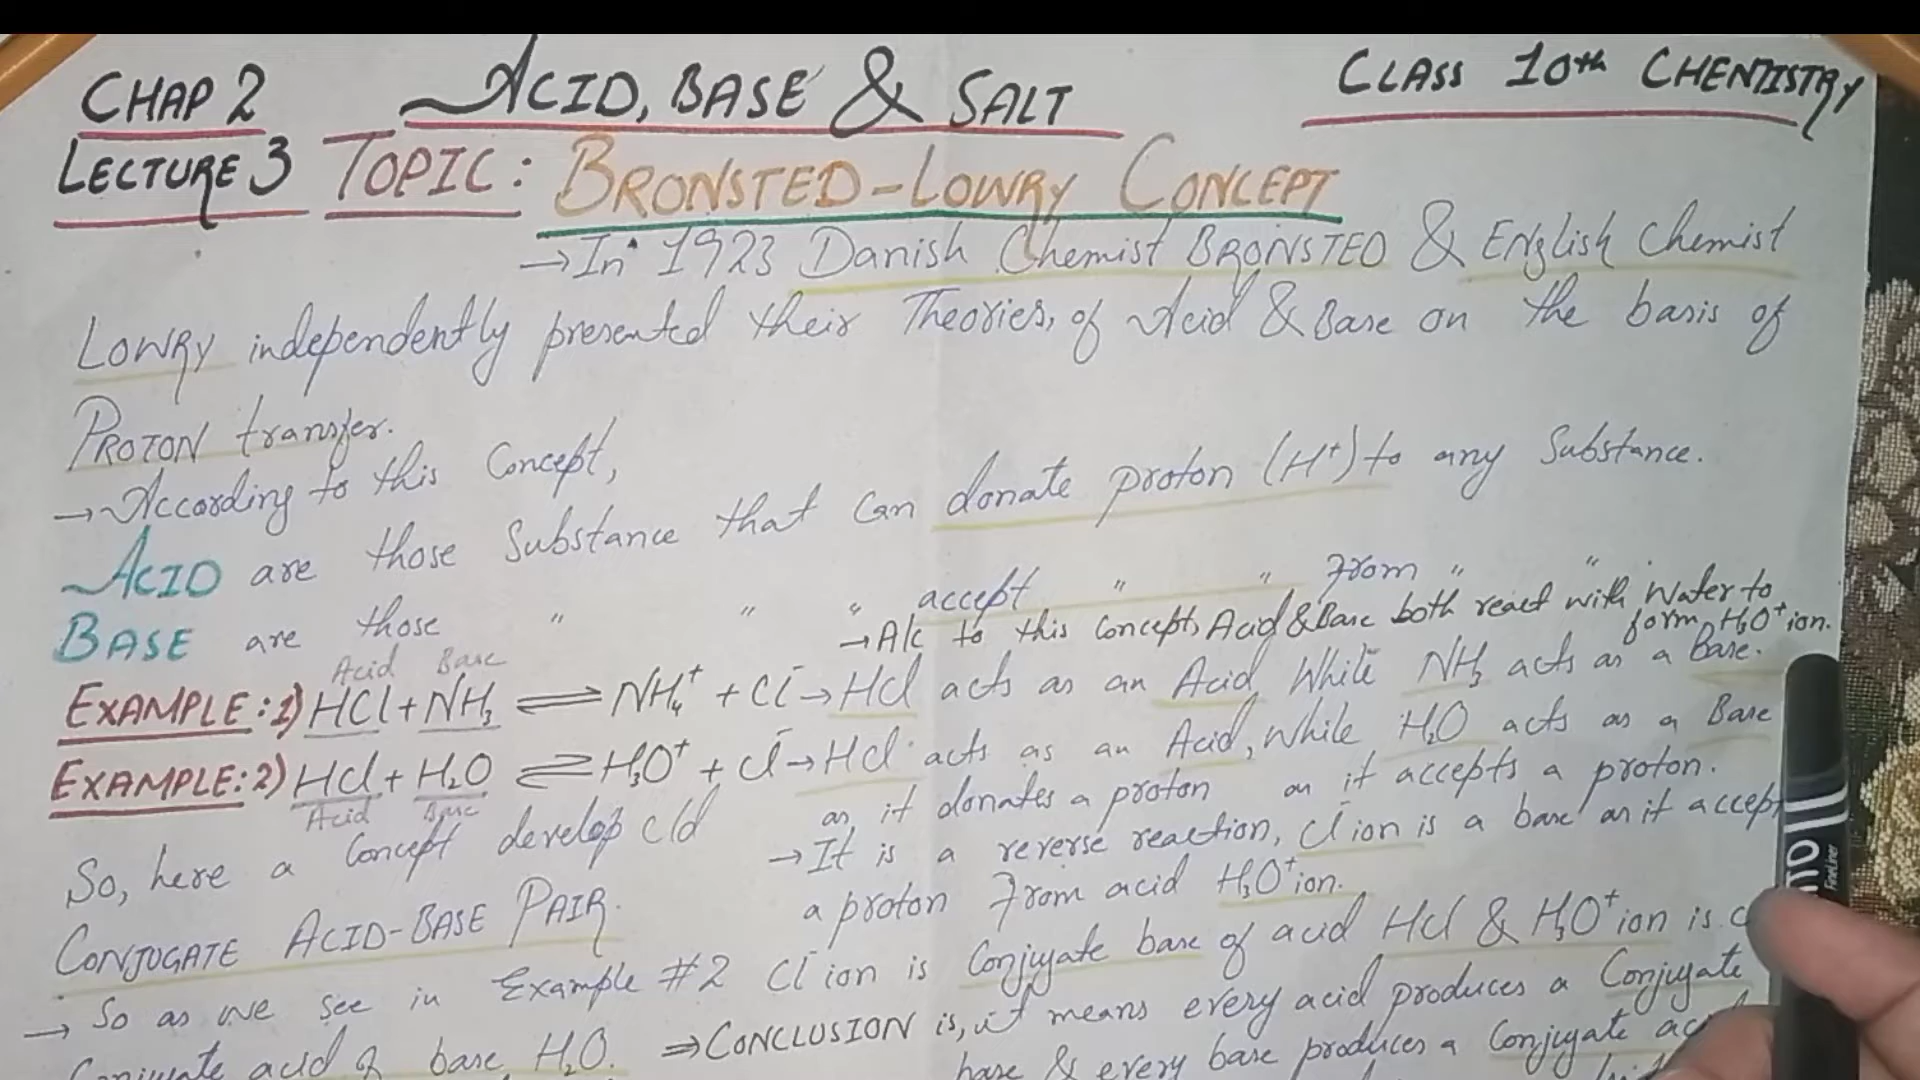 CHAP 2 ACID, BASE & SALT CLASS 10th CHEMISTRY
LECTURE 3 TOPIC: BRONSTED-LOWRY CONCEPT
→In 1923 Danish Chemist BRONSTED & English Chemist
LOWRY independently presented their Theories, of Acid & Base on the basis of
PROTON transfer.
→According to this Concept,
ACID are those Substance that can donate proton (H⁺) to any Substance.
BASE are those " " " accept " " From " "
→A/c to this Concept, Acid & Base both react with Water to
form H₃O⁺ ion.
Acid Base
EXAMPLE: 1) HCl + NH₃ ⇌ NH₄⁺ + Cl⁻ → HCl acts as an Acid While NH₃ acts as a Base.
EXAMPLE: 2) HCl + H₂O ⇌ H₃O⁺ + Cl⁻ → HCl acts as an Acid, While H₂O acts as a Base
Acid Base
as it donates a proton as it accepts a proton.
So, here a Concept develop c/d
→It is a reverse reaction, Cl⁻ ion is a base as it accept
CONJUGATE ACID-BASE PAIR.
a proton From acid H₃O⁺ ion.
→ So as we see in Example #2 Cl⁻ ion is Conjugate base of acid HCl & H₃O⁺ ion is
Conjugate acid of base H₂O. ⇒CONCLUSION is, it means every acid produces a Conjugate
base & every base produces a Conjugate